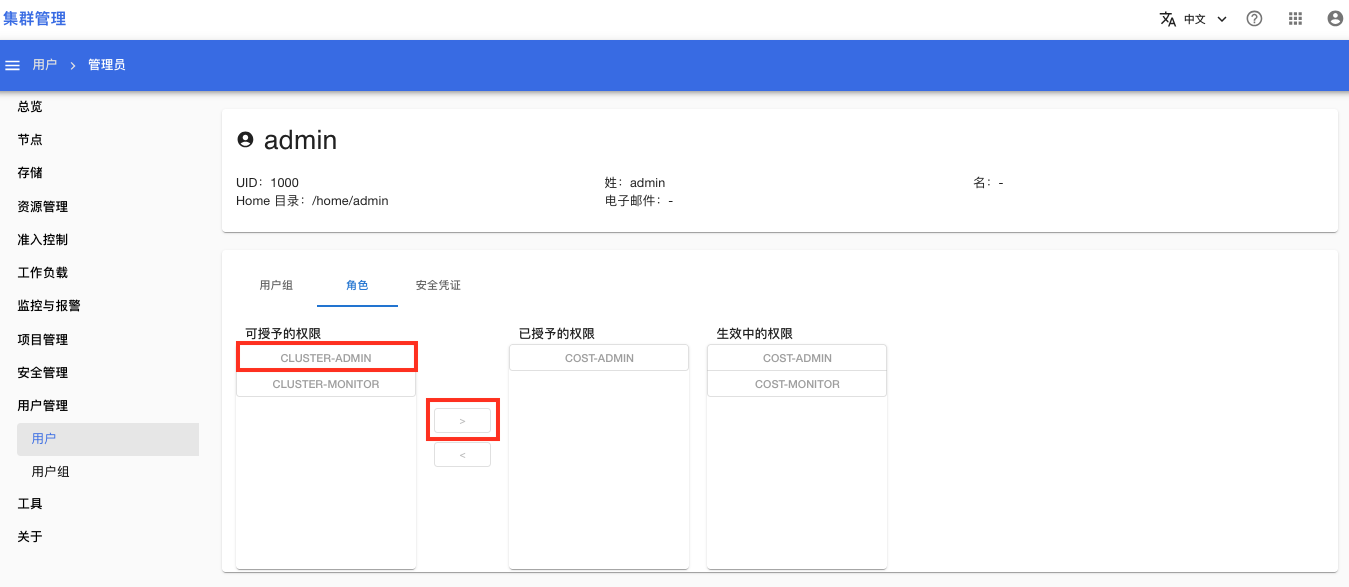 集群管理
中文
用户 > 管理员
总览
节点
存储
资源管理
准入控制
工作负载
监控与报警
项目管理
安全管理
用户管理
用户
用户组
工具
关于
admin
UID：1000
姓：admin
名：-
Home 目录：/home/admin
电子邮件：-
用户组
角色
安全凭证
可授予的权限
CLUSTER-ADMIN
CLUSTER-MONITOR
>
<
已授予的权限
COST-ADMIN
生效中的权限
COST-ADMIN
COST-MONITOR